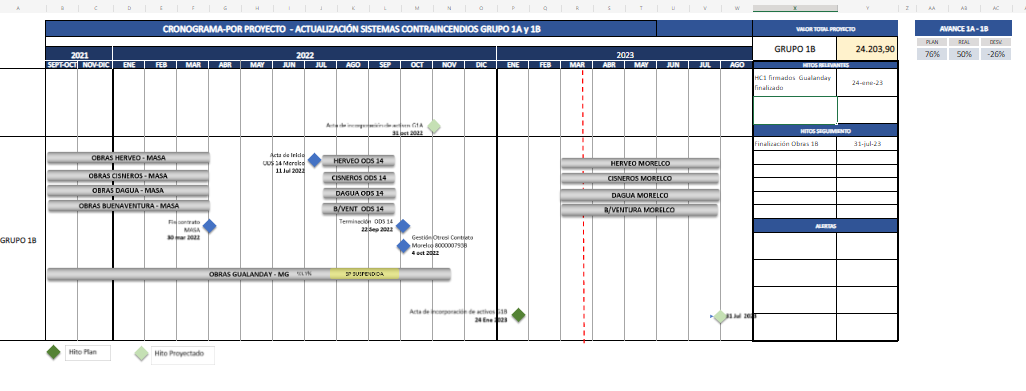 A B C D E F G H I J K L M N O P Q R S T U V W X Y Z AA AB AC
CRONOGRAMA-POR PROYECTO - ACTUALIZACIÓN SISTEMAS CONTRAINCENDIOS GRUPO 1A y 1B
VALOR TOTAL PROYECTO
AVANCE 1A - 1B
GRUPO 1B 24.203,90
PLAN REAL DESV.
76% 50% -26%
2021 2022 2023
SEPT-OCT NOV-DIC ENE FEB MAR ABR MAY JUN JUL AGO SEP OCT NOV DIC ENE FEB MAR ABR MAY JUN JUL AGO
HITOS RELEVANTES
HC1 firmados Gualanday
finalizado
24-ene-23
Acta de incorporación de activos G1A
31 oct 2022
HITOS SEGUIMIENTO
Finalización Obras 1B 31-jul-23
Acta de Inicio
ODS 14 Morelco
11 Jul 2022
OBRAS HERVEO - MASA
OBRAS CISNEROS - MASA
OBRAS DAGUA - MASA
OBRAS BUENAVENTURA - MASA
HERVEO ODS 14
CISNEROS ODS 14
DAGUA ODS 14
B/VENT ODS 14
HERVEO MORELCO
CISNEROS MORELCO
DAGUA MORELCO
B/VENTURA MORELCO
Fin contrato
MASA
30 mar 2022
Terminación ODS 14
22 Sep 2022
Gestión Otrosí Contrato
Morelco 8000007938
4 oct 2022
ALERTAS
GRUPO 1B
OBRAS GUALANDAY - MG
SP SUSPENDIDA
Acta de incorporación de activos G1B
24 Ene 2023
31 Jul 2023
Hito Plan
Hito Proyectado